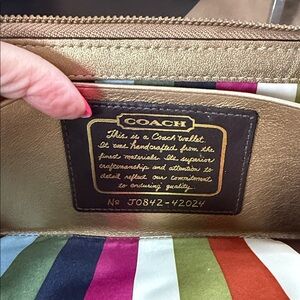 COACH
This is a Coach wallet.
It was handcrafted from the
finest materials. Its superior
craftsmanship and attention to
detail reflect our commitment
to enduring quality.
No J0842-42024